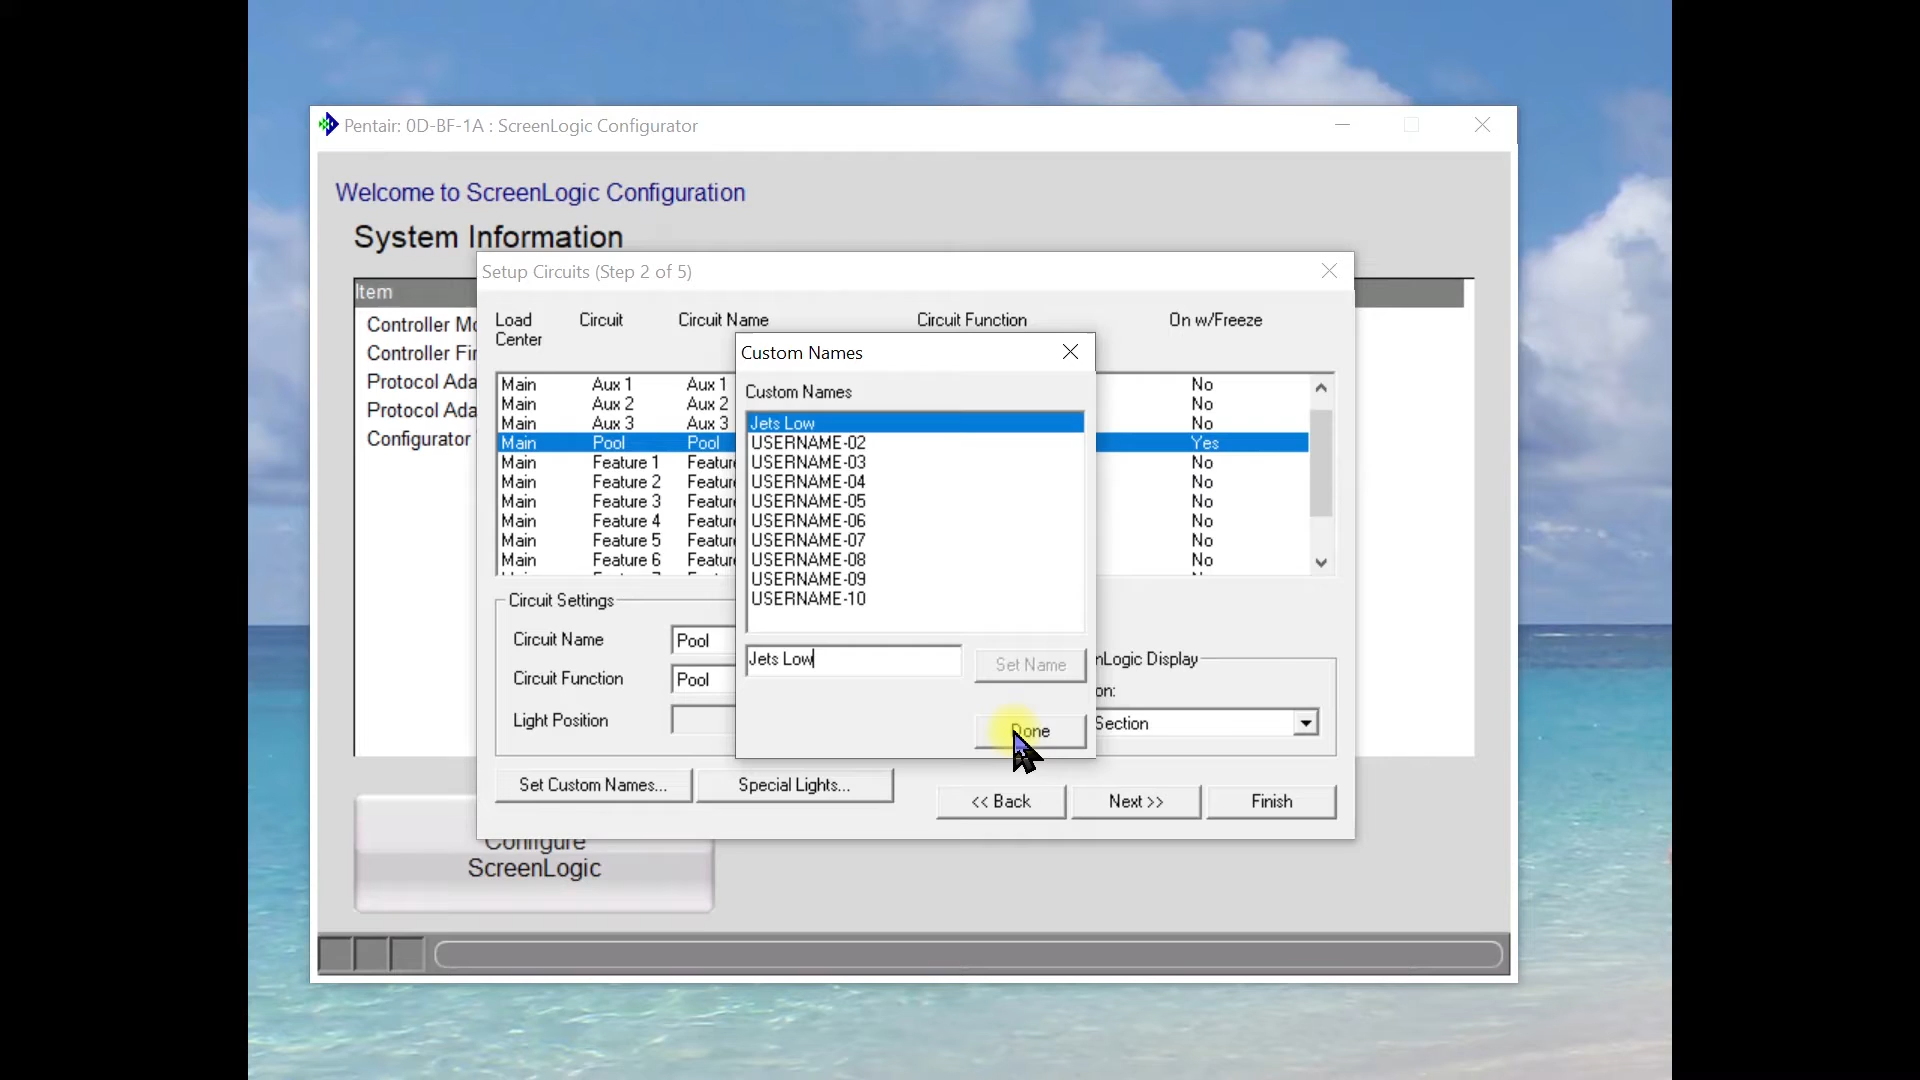 Pentair: 0D-BF-1A : ScreenLogic Configurator
Welcome to ScreenLogic Configuration
System Information
Item
Controller Mo
Controller Fir
Protocol Ada
Protocol Ada
Configurator
Setup Circuits (Step 2 of 5)
Load Center Circuit Circuit Name Circuit Function On w/Freeze
Main Aux 1 Aux 1 No
Main Aux 2 Aux 2 No
Main Aux 3 Aux 3 No
Main Pool Pool Yes
Main Feature 1 Featur No
Main Feature 2 Featur No
Main Feature 3 Featur No
Main Feature 4 Featur No
Main Feature 5 Featur No
Main Feature 6 Featur No
Custom Names
Custom Names
Jets Low
USERNAME-02
USERNAME-03
USERNAME-04
USERNAME-05
USERNAME-06
USERNAME-07
USERNAME-08
USERNAME-09
USERNAME-10
Jets Low
Set Name
Done
Circuit Settings
Circuit Name Pool
Circuit Function Pool
Light Position
nLogic Display
on:
Section
Set Custom Names...
Special Lights...
<< Back
Next >>
Finish
Configure
ScreenLogic